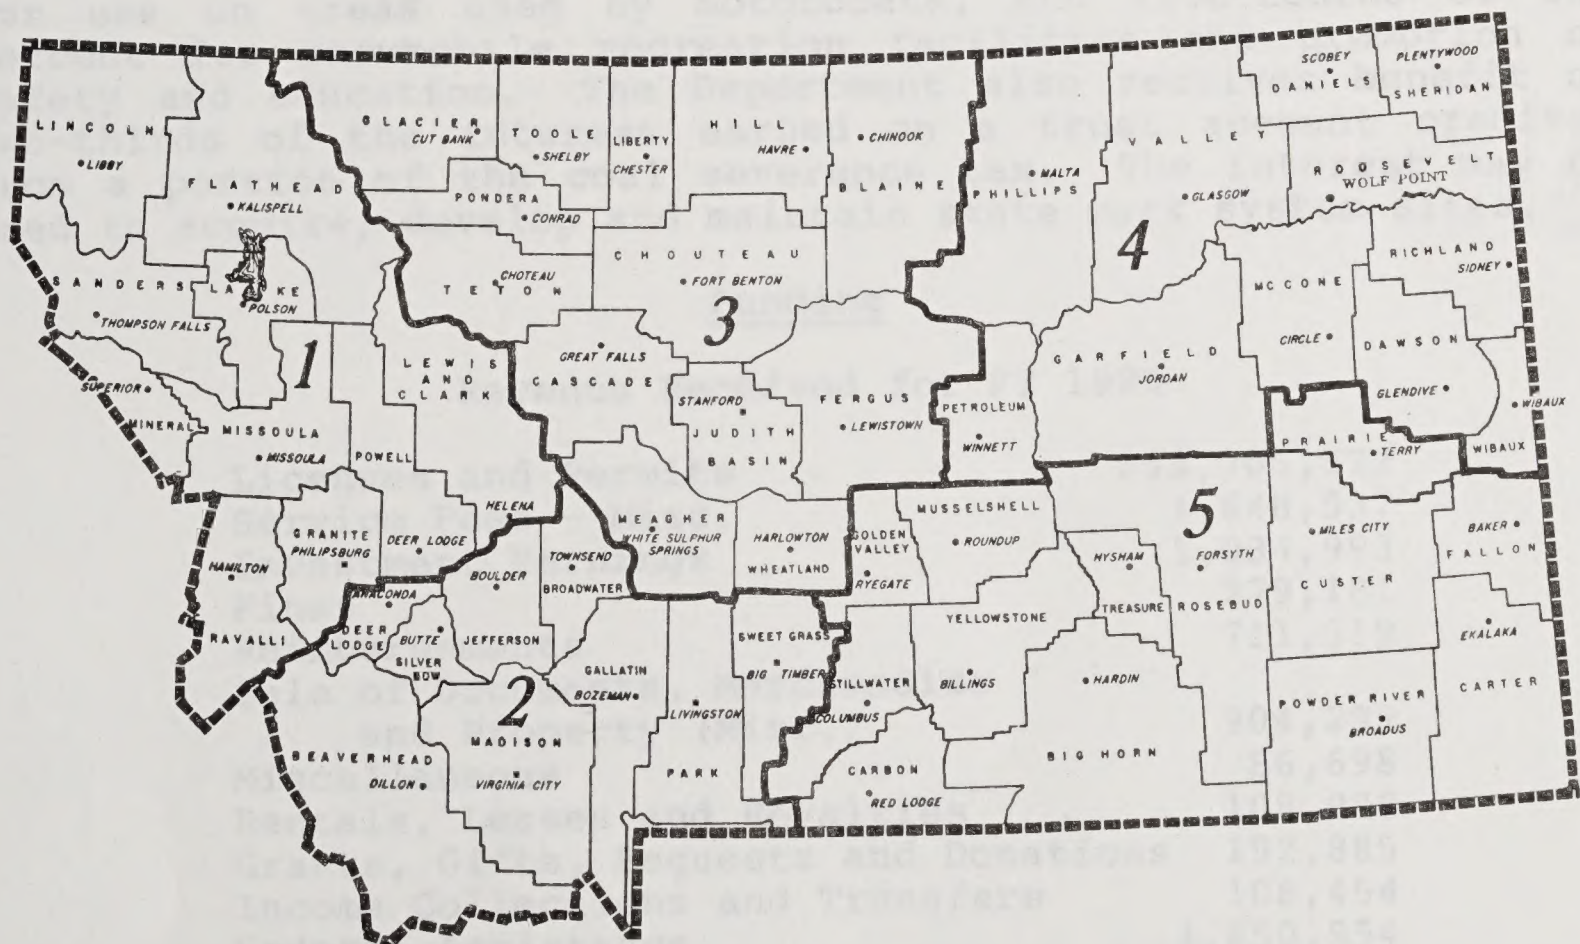 LINCOLN
LIBBY
FLATHEAD
KALISPELL
GLACIER
CUT BANK
TOOLE
SHELBY
LIBERTY
CHESTER
HILL
HAVRE
CHINOOK
BLAINE
MALTA
PHILLIPS
VALLEY
GLASGOW
SCOBEY
DANIELS
PLENTYWOOD
SHERIDAN
ROOSEVELT
WOLF POINT
PONDERA
CONRAD
SANDERS
THOMPSON FALLS
LAKE
POLSON
CHOTEAU
TETON
CHOUTEAU
FORT BENTON
3
4
MCCONE
CIRCLE
RICHLAND
SIDNEY
DAWSON
GLENDIVE
WIBAUX
WIBAUX
1
SUPERIOR
MINERAL
MISSOULA
MISSOULA
POWELL
LEWIS
AND
CLARK
HELENA
GREAT FALLS
CASCADE
STANFORD
JUDITH
BASIN
FERGUS
LEWISTOWN
PETROLEUM
WINNETT
GARFIELD
JORDAN
PRAIRIE
TERRY
GRANITE
PHILIPSBURG
DEER LODGE
HAMILTON
RAVALLI
ANACONDA
DEER
LODGE
BUTTE
SILVER
BOW
BOULDER
JEFFERSON
TOWNSEND
BROADWATER
MEAGHER
WHITE SULPHUR
SPRINGS
HARLOWTON
WHEATLAND
GOLDEN
VALLEY
RYEGATE
MUSSELSHELL
ROUNDUP
5
HYSHAM
TREASURE
FORSYTH
ROSEBUD
MILES CITY
CUSTER
BAKER
FALLON
EKALAKA
CARTER
2
BEAVERHEAD
DILLON
MADISON
VIRGINIA CITY
GALLATIN
BOZEMAN
LIVINGSTON
PARK
SWEET GRASS
BIG TIMBER
STILLWATER
COLUMBUS
CARBON
RED LODGE
YELLOWSTONE
BILLINGS
HARDIN
BIG HORN
POWDER RIVER
BROADUS